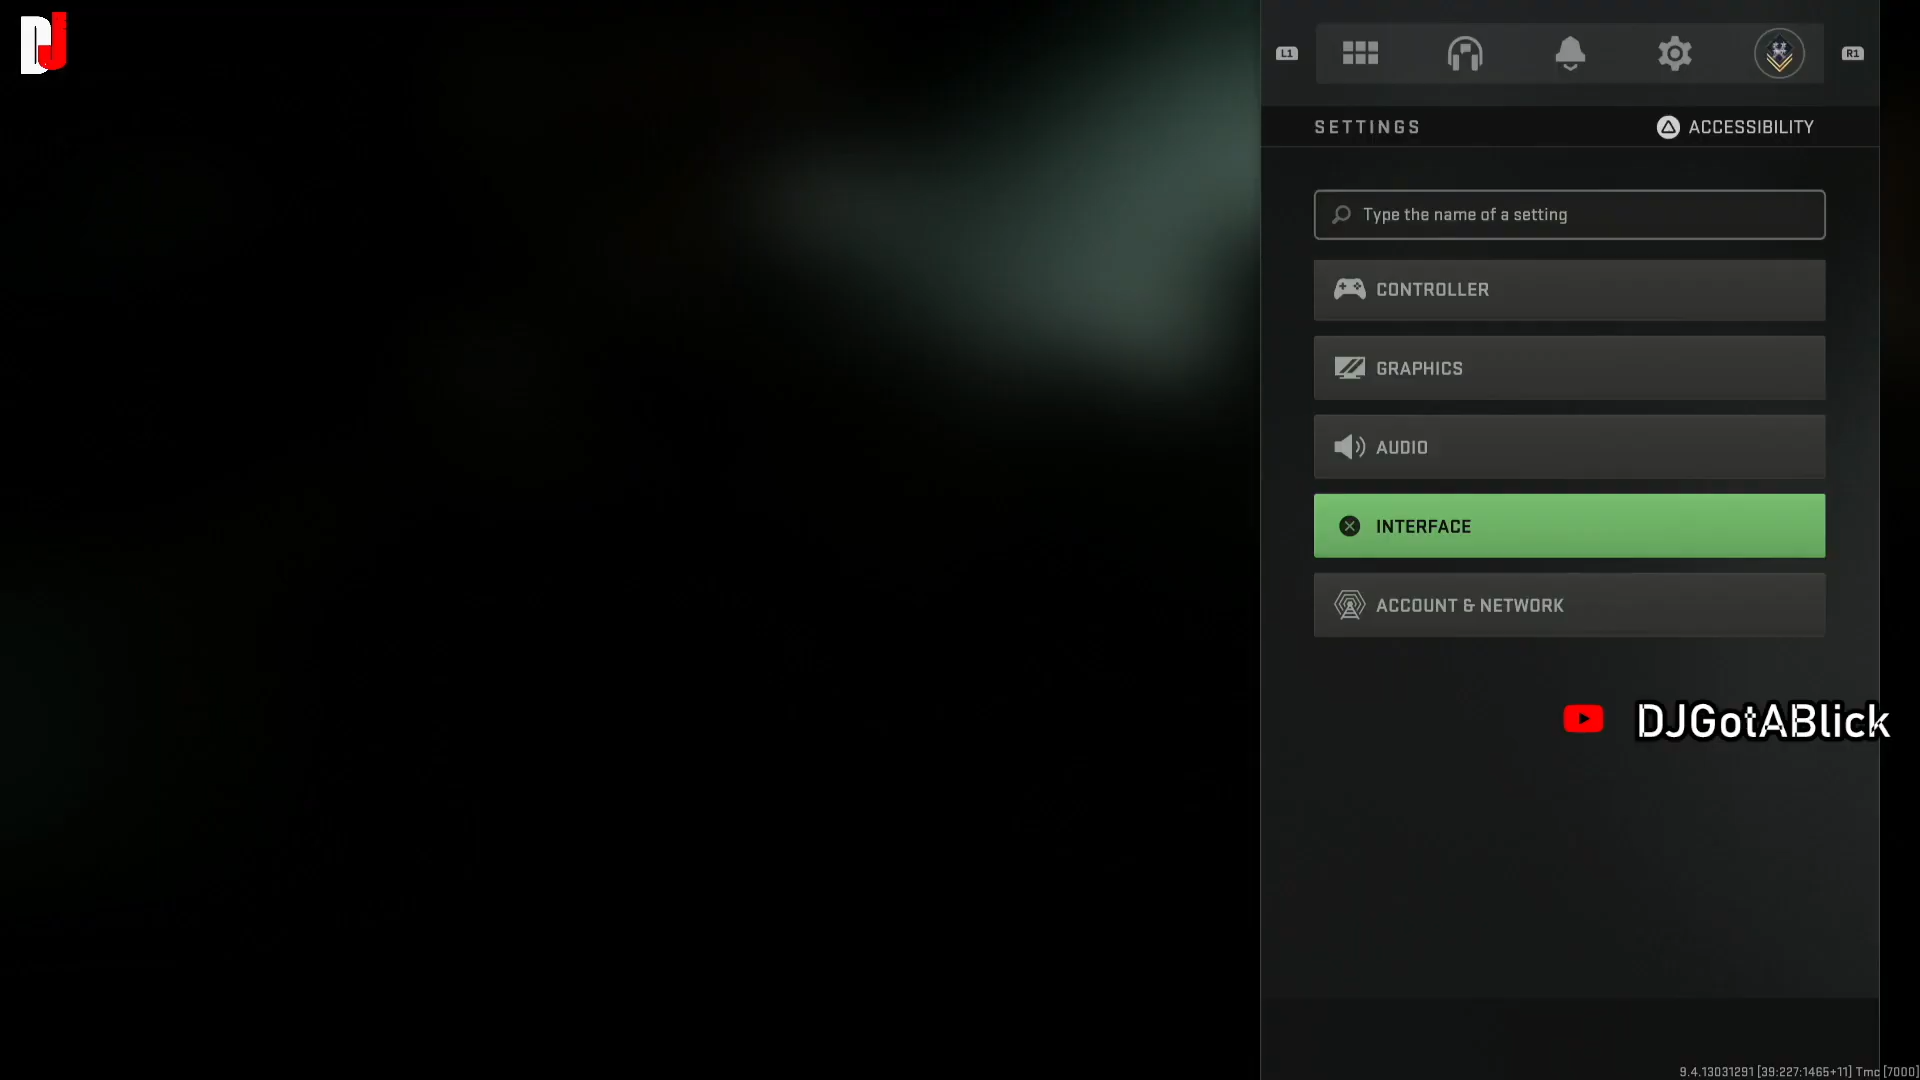 DJ
L1
R1
SETTINGS
ACCESSIBILITY
Type the name of a setting
CONTROLLER
GRAPHICS
AUDIO
INTERFACE
ACCOUNT & NETWORK
DJGotABlick
9.4.13031291 [39:227:1465+11] Tmc [7000]